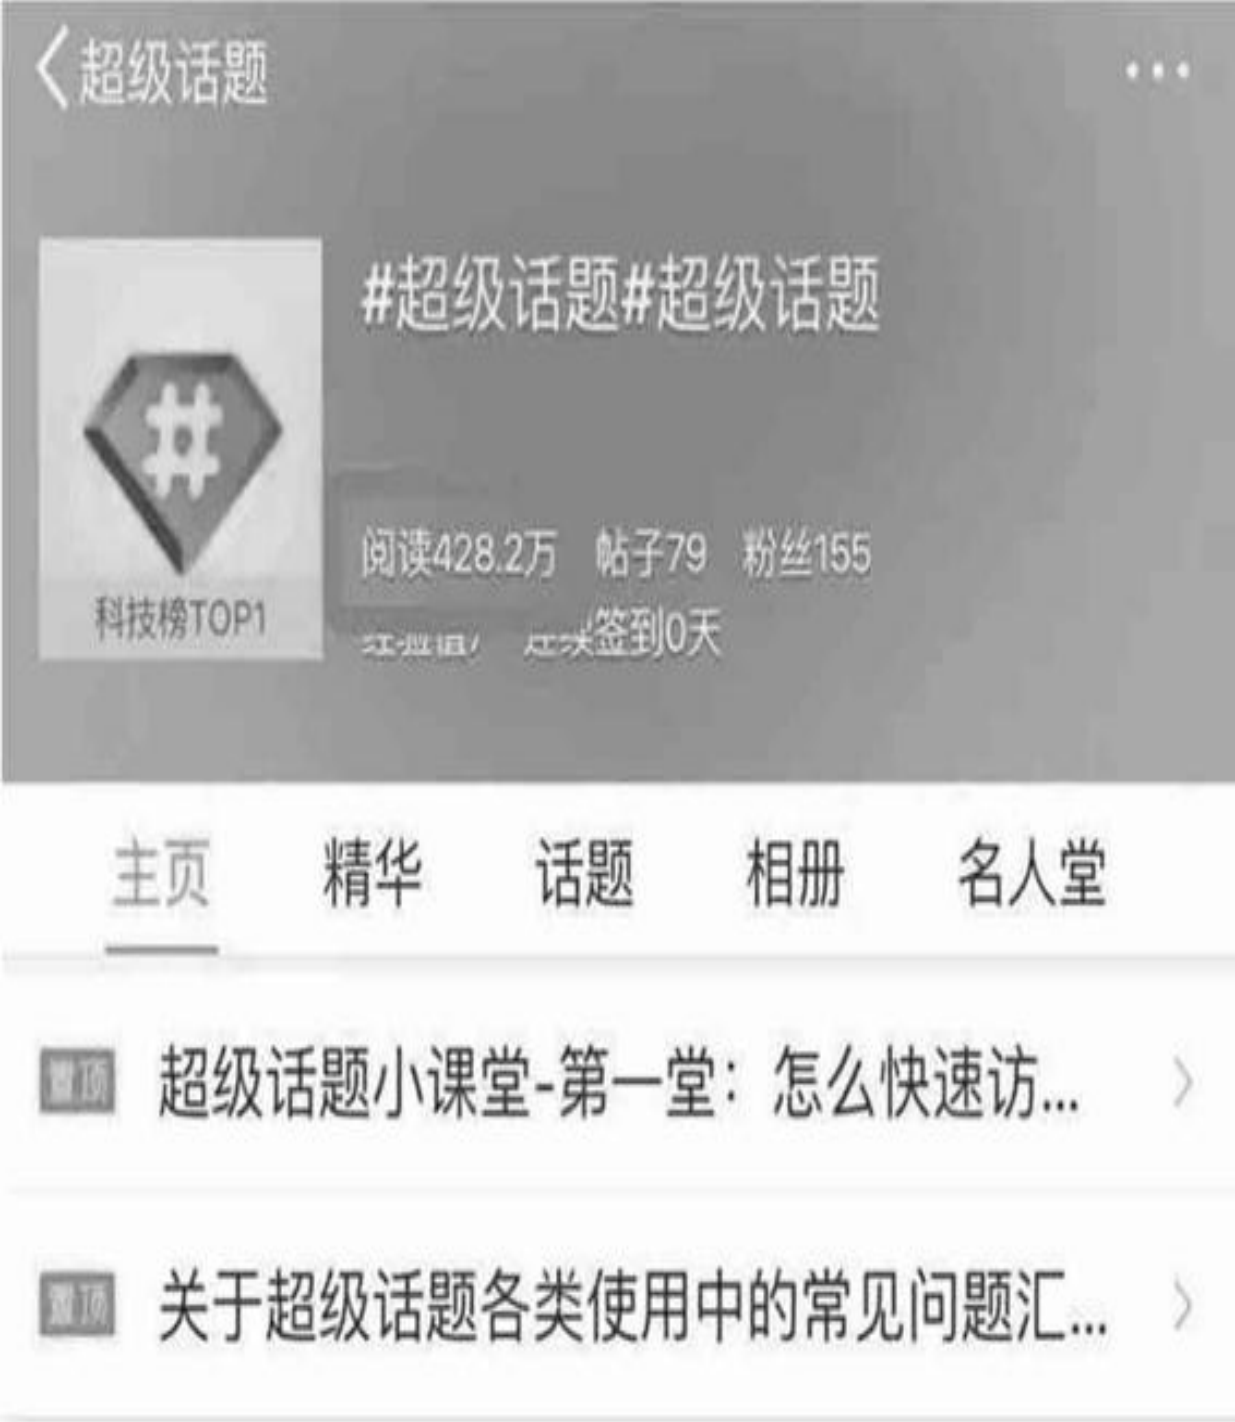 超级话题
#超级话题#超级话题
阅读428.2万 帖子79 粉丝155
签到0天
科技榜TOP1
主页 精华 话题 相册 名人堂
置顶 超级话题小课堂-第一堂：怎么快速访...
置顶 关于超级话题各类使用中的常见问题汇...